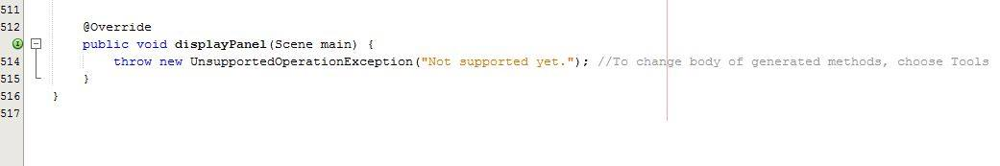 511
512 @Override
public void displayPanel(Scene main) {
514 throw new UnsupportedOperationException("Not supported yet."); //To change body of generated methods, choose Tools
515 }
516 }
517